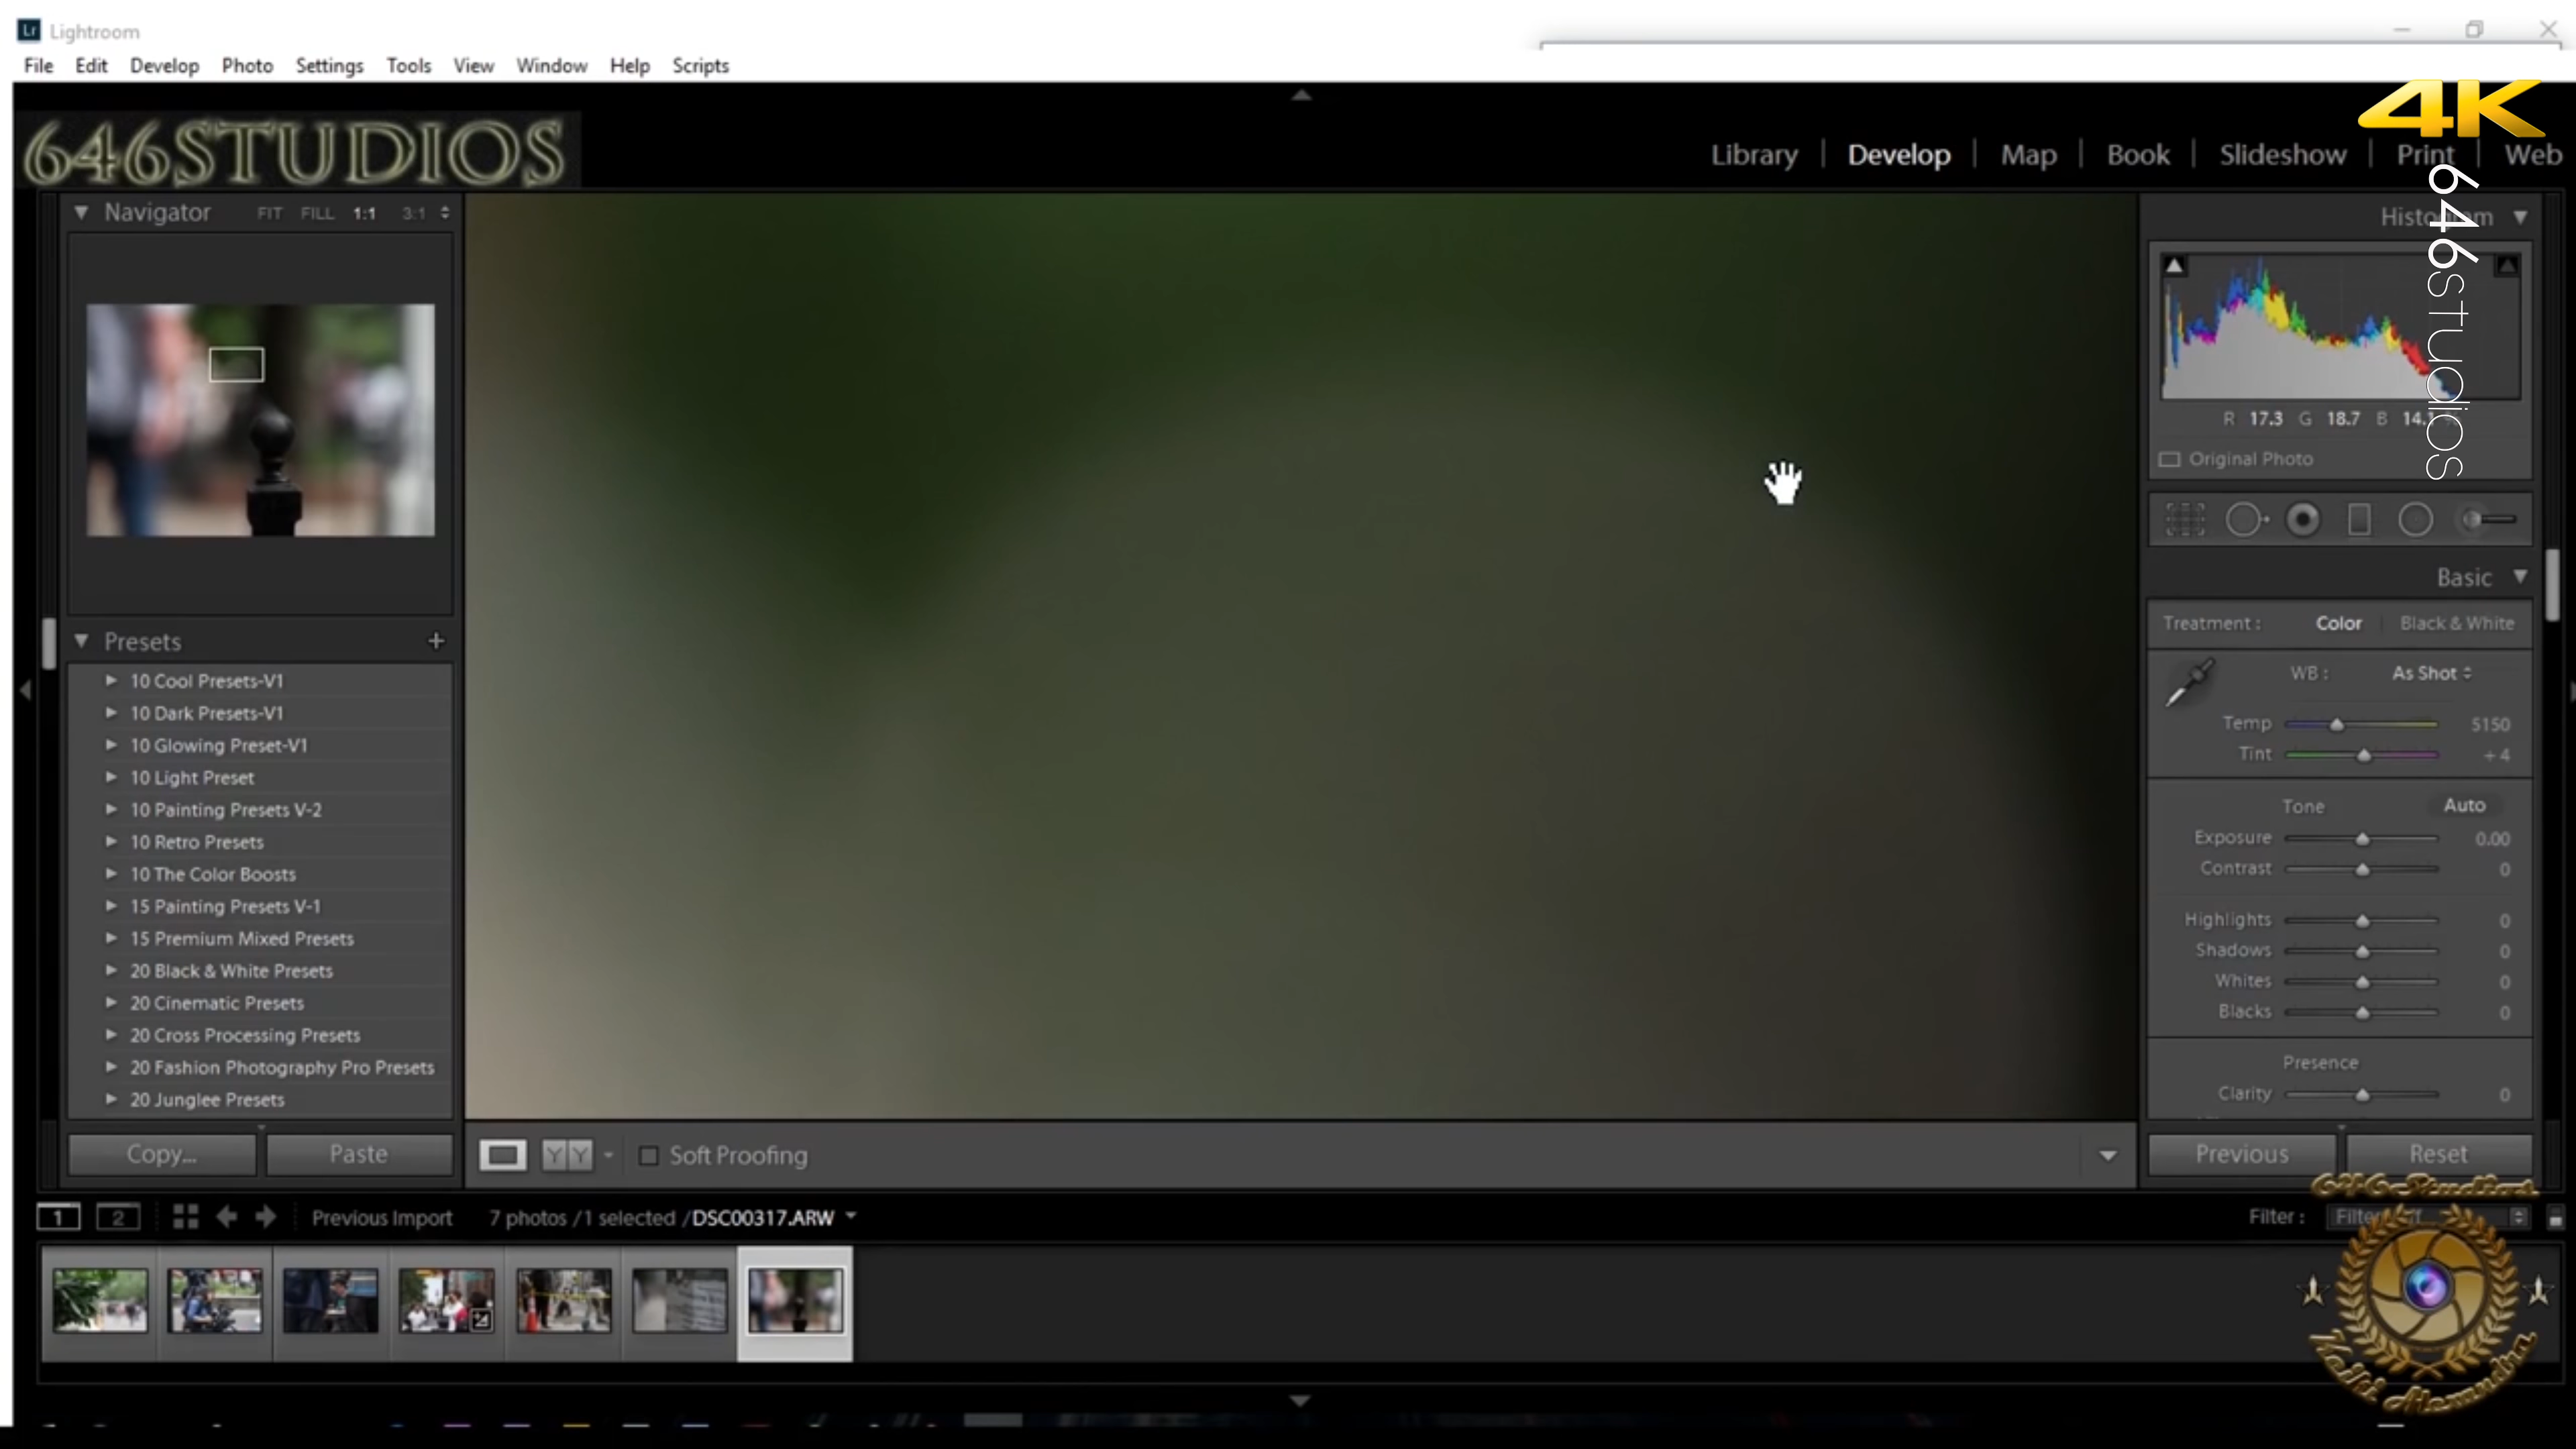 Lr Lightroom
File Edit Develop Photo Settings Tools View Window Help Scripts
4K
646STUDIOS
Library | Develop | Map | Book | Slideshow | Print | Web
646STUdiOS
Navigator FIT FILL 1:1 3:1
Histogram
R 17.3 G 18.7 B 14.
Original Photo
Basic
Treatment : Color Black & White
WB : As Shot
Temp 5150
Tint + 4
Tone Auto
Exposure 0.00
Contrast 0
Highlights 0
Shadows 0
Whites 0
Blacks 0
Presence
Clarity 0
Presets +
10 Cool Presets-V1
10 Dark Presets-V1
10 Glowing Preset-V1
10 Light Preset
10 Painting Presets V-2
10 Retro Presets
10 The Color Boosts
15 Painting Presets V-1
15 Premium Mixed Presets
20 Black & White Presets
20 Cinematic Presets
20 Cross Processing Presets
20 Fashion Photography Pro Presets
20 Junglee Presets
Copy... Paste
YY Soft Proofing
Previous Reset
1 2 Previous Import 7 photos /1 selected /DSC00317.ARW
Filter :
646 Studios